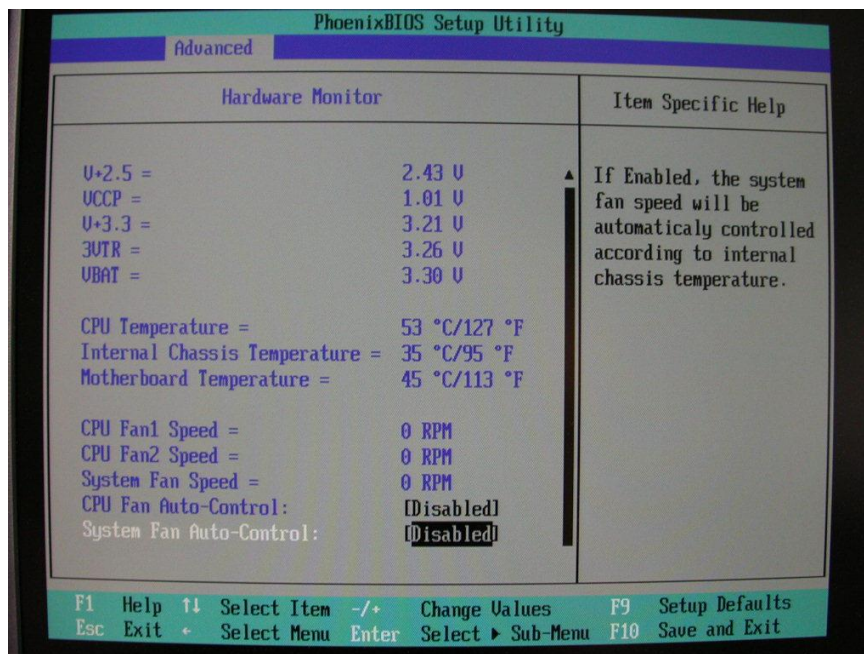 PhoenixBIOS Setup Utility
Advanced
Hardware Monitor
Item Specific Help
V+2.5 = 2.43 V
VCCP = 1.01 V
V+3.3 = 3.21 V
3VTR = 3.26 V
VBAT = 3.30 V
CPU Temperature = 53 °C/127 °F
Internal Chassis Temperature = 35 °C/95 °F
Motherboard Temperature = 45 °C/113 °F
CPU Fan1 Speed = 0 RPM
CPU Fan2 Speed = 0 RPM
System Fan Speed = 0 RPM
CPU Fan Auto-Control: [Disabled]
System Fan Auto-Control: [Disabled]
If Enabled, the system
fan speed will be
automaticaly controlled
according to internal
chassis temperature.
F1 Help ↑↓ Select Item -/+ Change Values F9 Setup Defaults
Esc Exit ← Select Menu Enter Select ▶ Sub-Menu F10 Save and Exit